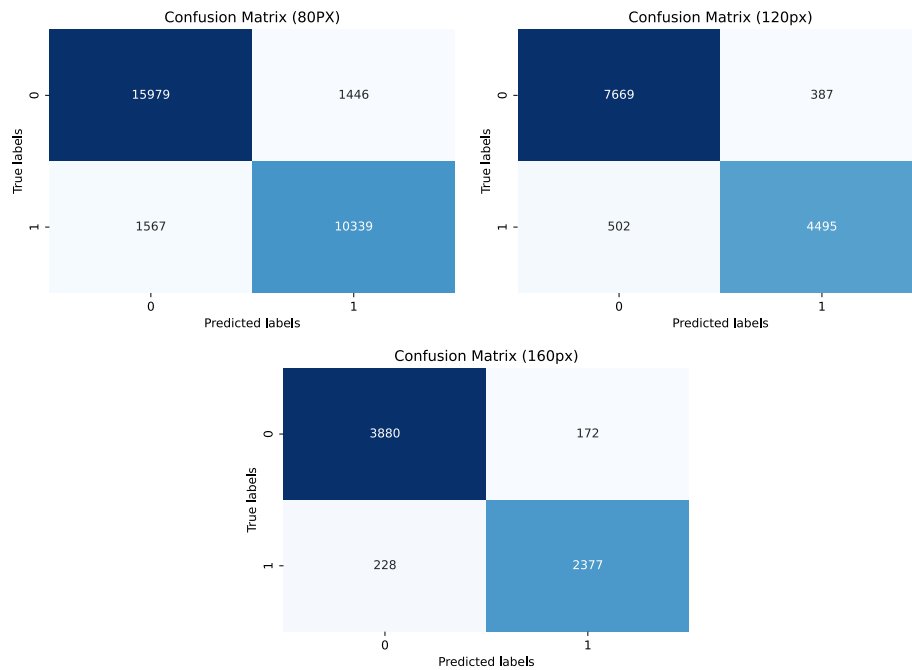 Confusion Matrix (80PX)
True labels
0
15979
1446
1
1567
10339
0
1
Predicted labels
Confusion Matrix (120px)
True labels
0
7669
387
1
502
4495
0
1
Predicted labels
Confusion Matrix (160px)
True labels
0
3880
172
1
228
2377
0
1
Predicted labels